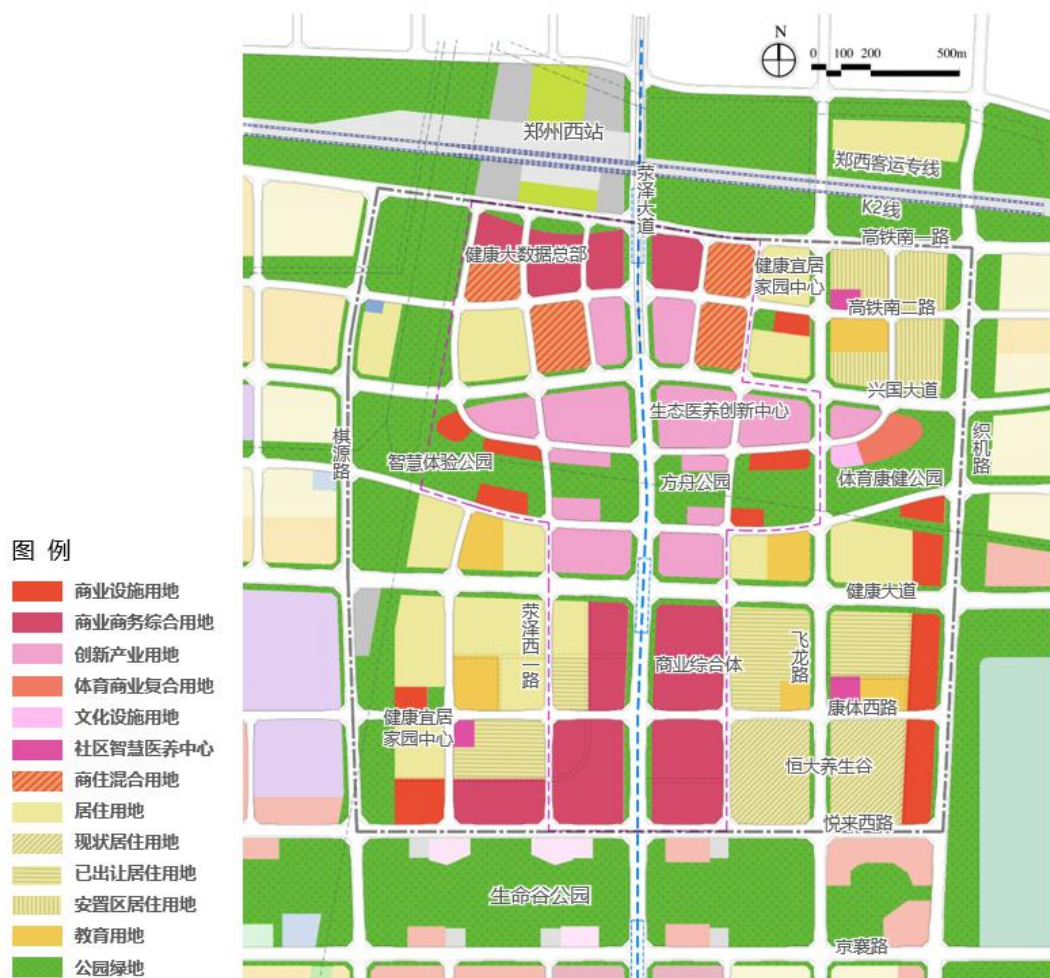 N
0 100 200 500m
郑州西站
郑西客运专线
荥泽大道
K2线
高铁南一路
健康大数据总部
健康宜居
家园中心
高铁南二路
兴国大道
生态医养创新中心
棋源路
织机路
智慧体验公园
方舟公园
体育康健公园
健康大道
荥泽西一路
飞龙路
商业综合体
康体西路
健康宜居
家园中心
恒大养生谷
悦来西路
生命谷公园
京襄路
图 例
商业设施用地
商业商务综合用地
创新产业用地
体育商业复合用地
文化设施用地
社区智慧医养中心
商住混合用地
居住用地
现状居住用地
已出让居住用地
安置区居住用地
教育用地
公园绿地